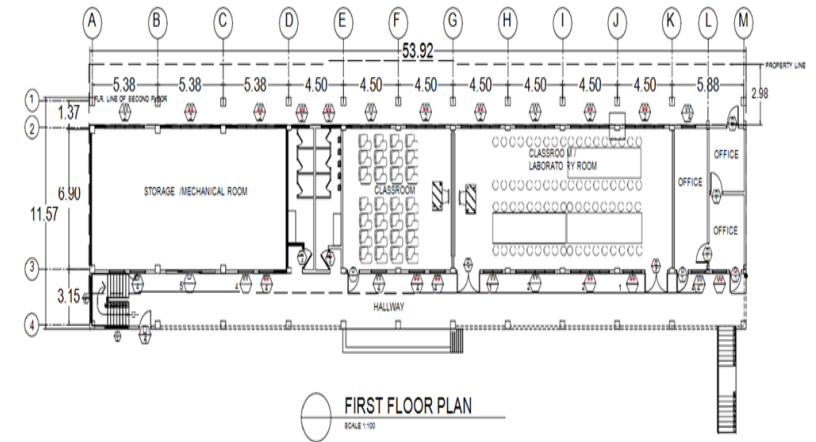 A B C D E F G H I J K L M
53.92
PROPERTY LINE
5.38 5.38 5.38 4.50 4.50 4.50 4.50 4.50 4.50 4.50 5.88
2.98
1
FLR. LINE OF SECOND FLOOR
1.37
2
STORAGE /MECHANICAL ROOM
CLASSROOM
CLASSROOM /
LABORATORY ROOM
OFFICE
OFFICE
OFFICE
6.90
11.57
3
3.15
HALLWAY
4
FIRST FLOOR PLAN
SCALE 1:100